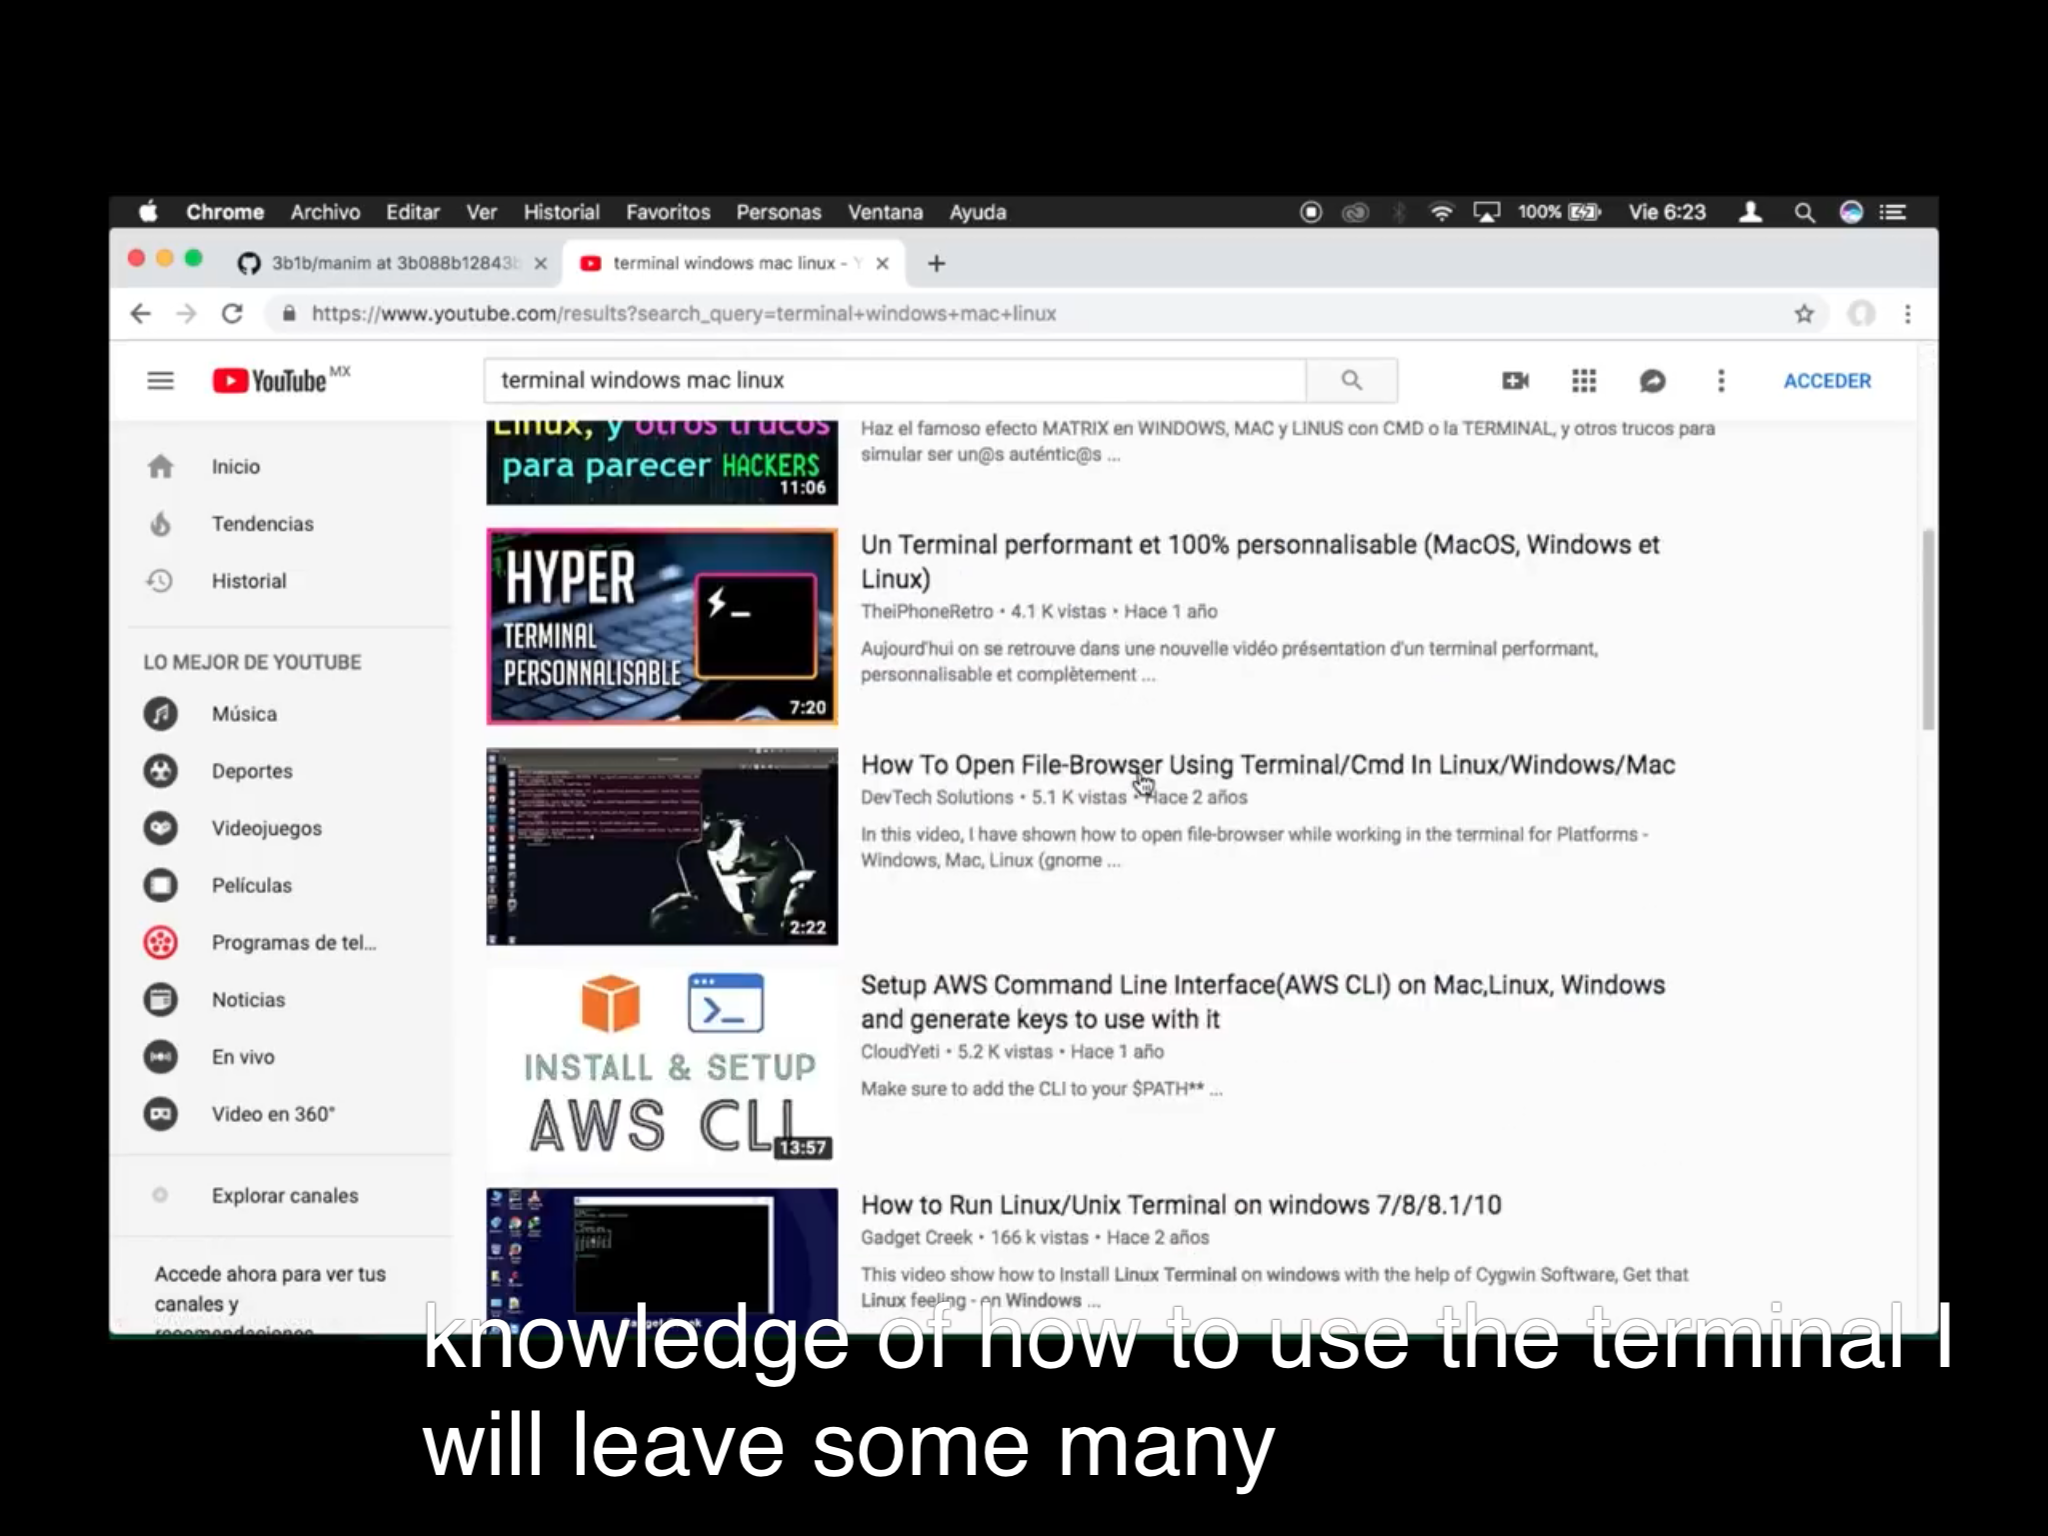 Chrome Archivo Editar Ver Historial Favoritos Personas Ventana Ayuda 100% Vie 6:23
3b1b/manim at 3b088b12843b terminal windows mac linux - Y
https://www.youtube.com/results?search_query=terminal+windows+mac+linux
YouTube MX terminal windows mac linux ACCEDER
Inicio
Tendencias
Historial
LO MEJOR DE YOUTUBE
Música
Deportes
Videojuegos
Películas
Programas de tel...
Noticias
En vivo
Video en 360°
Explorar canales
Accede ahora para ver tus
canales y
recomendaciones
Linux, y otros trucos
para parecer HACKERS
11:06
Haz el famoso efecto MATRIX en WINDOWS, MAC y LINUS con CMD o la TERMINAL, y otros trucos para
simular ser un@s auténtic@s ...
HYPER
TERMINAL
PERSONNALISABLE
7:20
Un Terminal performant et 100% personnalisable (MacOS, Windows et
Linux)
TheiPhoneRetro • 4.1 K vistas • Hace 1 año
Aujourd'hui on se retrouve dans une nouvelle vidéo présentation d'un terminal performant,
personnalisable et complètement ...
2:22
How To Open File-Browser Using Terminal/Cmd In Linux/Windows/Mac
DevTech Solutions • 5.1 K vistas • Hace 2 años
In this video, I have shown how to open file-browser while working in the terminal for Platforms -
Windows, Mac, Linux (gnome ...
INSTALL & SETUP
AWS CLI
13:57
Setup AWS Command Line Interface(AWS CLI) on Mac,Linux, Windows
and generate keys to use with it
CloudYeti • 5.2 K vistas • Hace 1 año
Make sure to add the CLI to your $PATH** ...
How to Run Linux/Unix Terminal on windows 7/8/8.1/10
Gadget Creek • 166 k vistas • Hace 2 años
This video show how to Install Linux Terminal on windows with the help of Cygwin Software, Get that
Linux feeling - on Windows ...
knowledge of how to use the terminal I
will leave some many